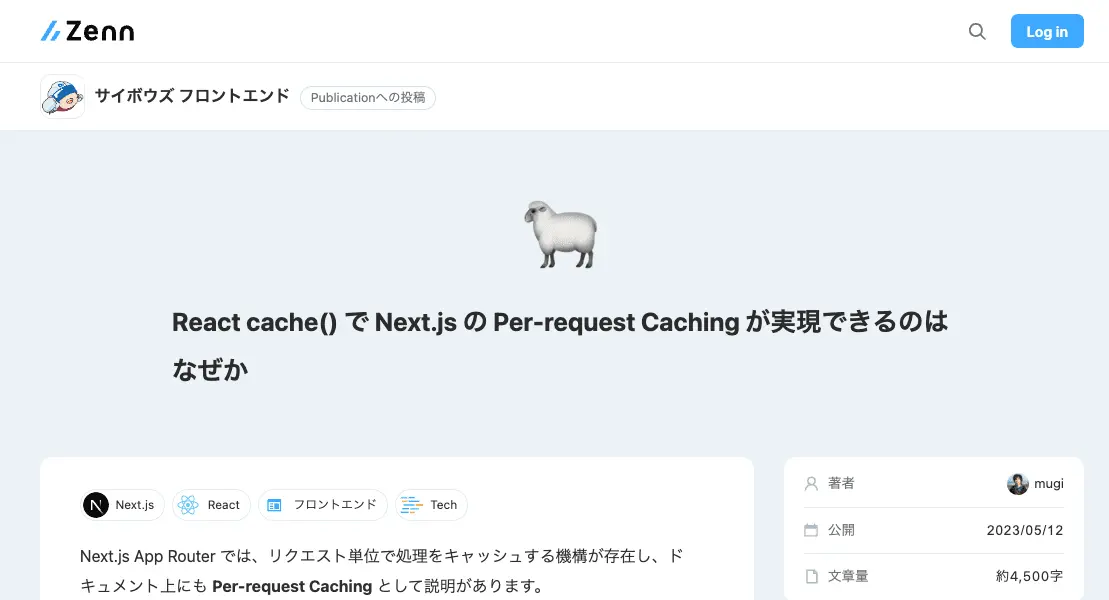 Zenn
Log in
サイボウズ フロントエンド
Publicationへの投稿
React cache() で Next.js の Per-request Caching が実現できるのは
なぜか
Next.js
React
フロントエンド
Tech
Next.js App Router では、リクエスト単位で処理をキャッシュする機構が存在し、ド
キュメント上にも Per-request Caching として説明があります。
著者
mugi
公開
2023/05/12
文章量
約4,500字